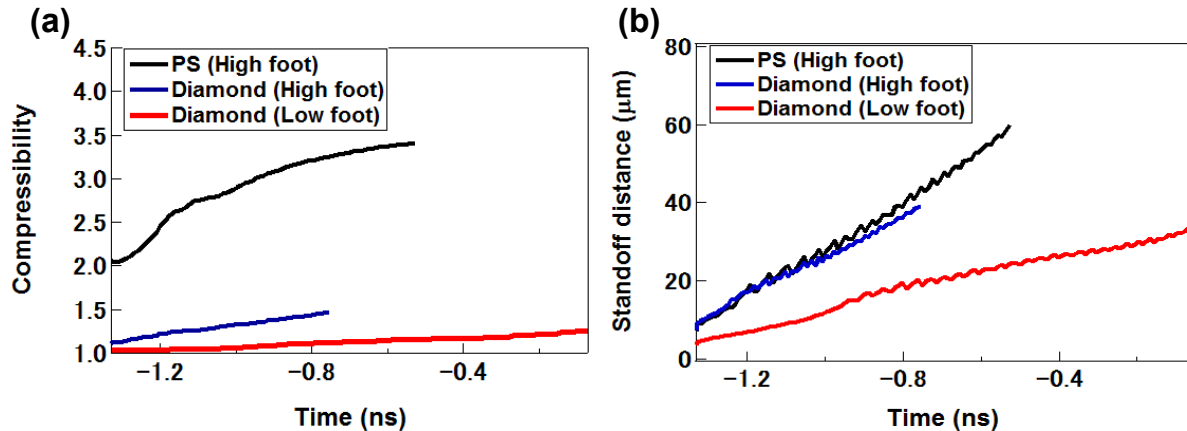 (a)
4.5
4.0
3.5
3.0
2.5
2.0
1.5
1.0
Compressibility
PS (High foot)
Diamond (High foot)
Diamond (Low foot)
−1.2
−0.8
−0.4
Time (ns)
(b)
80
60
40
20
0
Standoff distance (μm)
PS (High foot)
Diamond (High foot)
Diamond (Low foot)
−1.2
−0.8
−0.4
Time (ns)